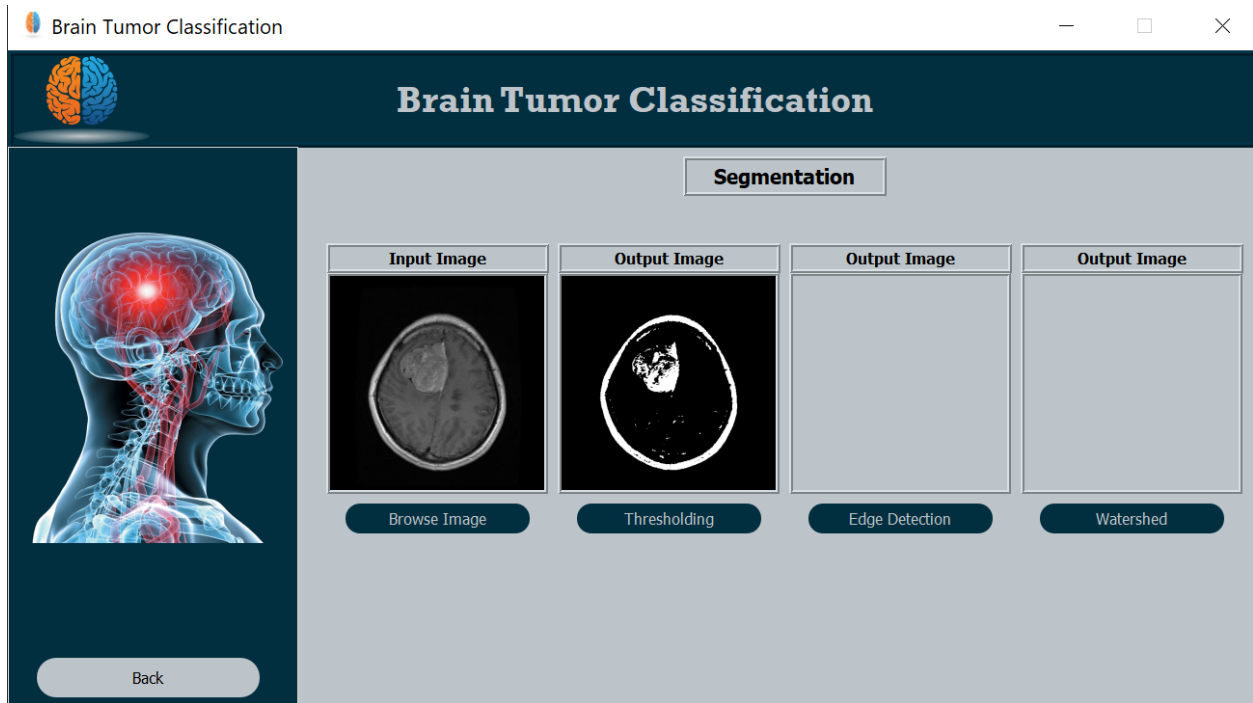 Brain Tumor Classification
Brain Tumor Classification
Segmentation
Input Image
Output Image
Output Image
Output Image
Browse Image
Thresholding
Edge Detection
Watershed
Back